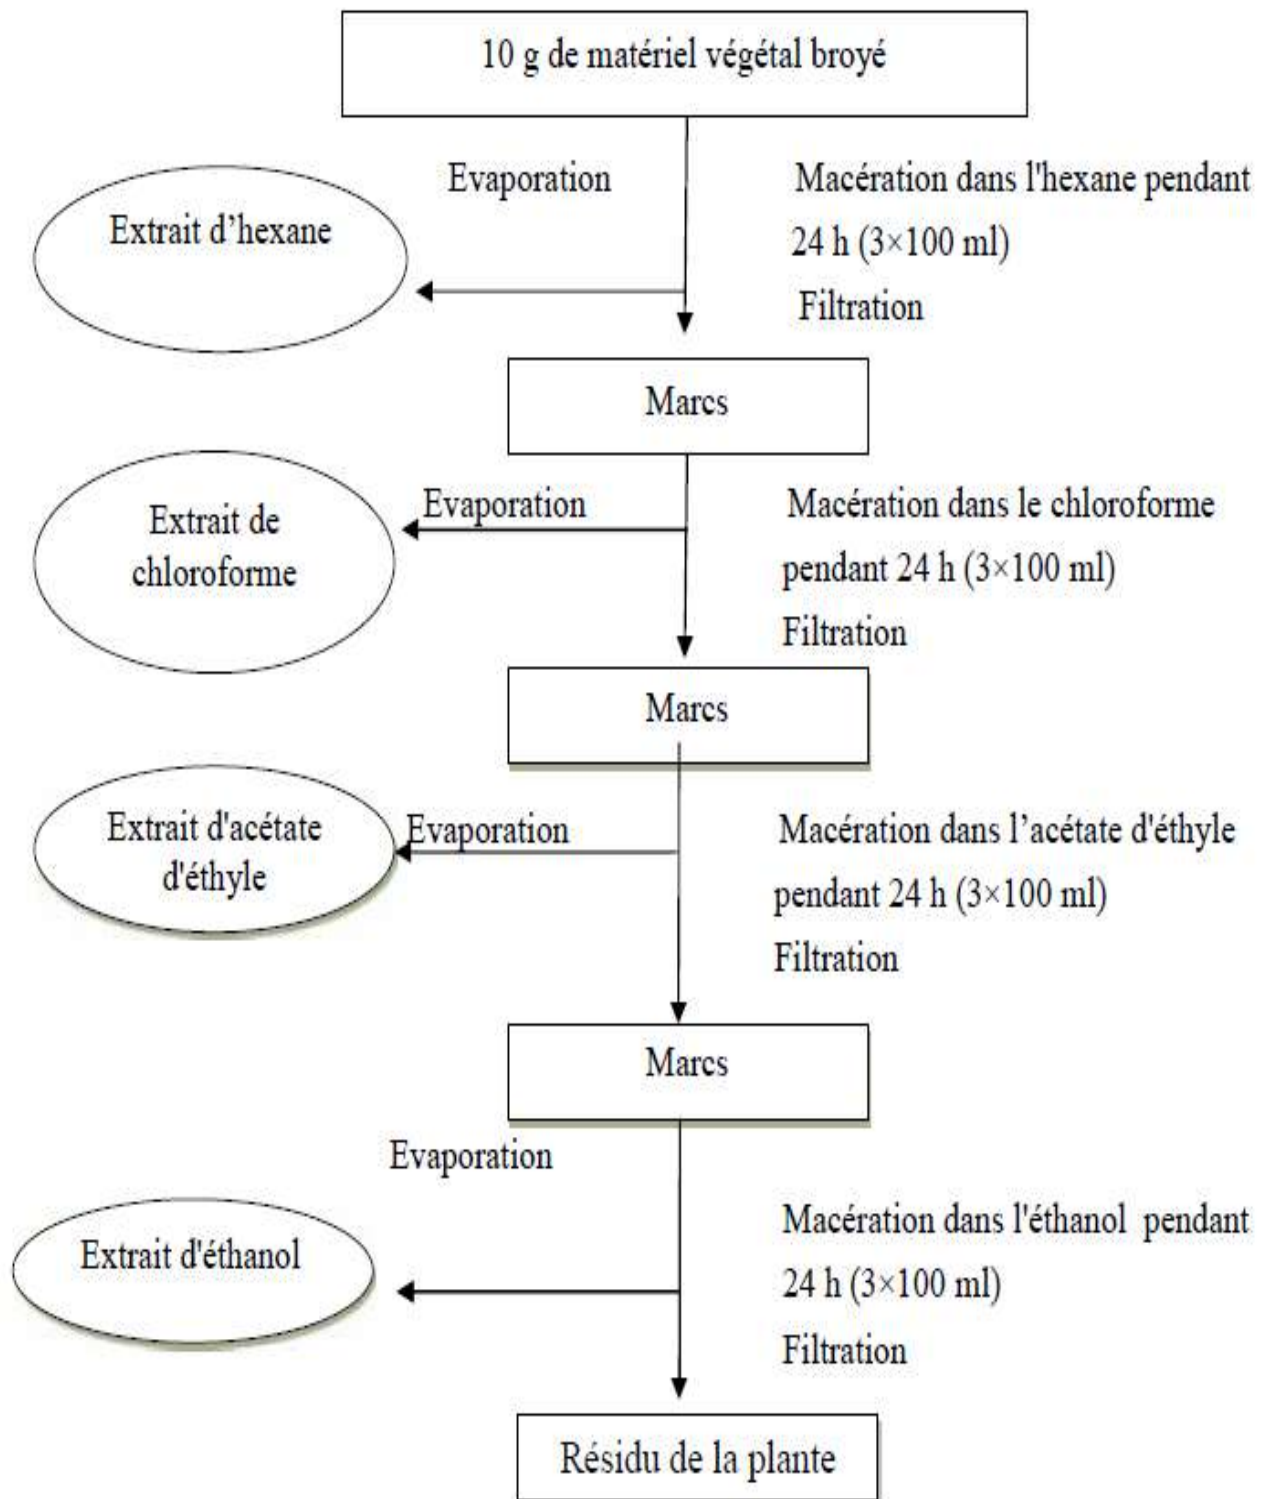 10 g de matériel végétal broyé
Evaporation
Macération dans l'hexane pendant
24 h (3×100 ml)
Filtration
Extrait d’hexane
Marcs
Evaporation
Macération dans le chloroforme
pendant 24 h (3×100 ml)
Filtration
Extrait de
chloroforme
Marcs
Evaporation
Macération dans l’acétate d'éthyle
pendant 24 h (3×100 ml)
Filtration
Extrait d'acétate
d'éthyle
Marcs
Evaporation
Macération dans l'éthanol pendant
24 h (3×100 ml)
Filtration
Extrait d'éthanol
Résidu de la plante